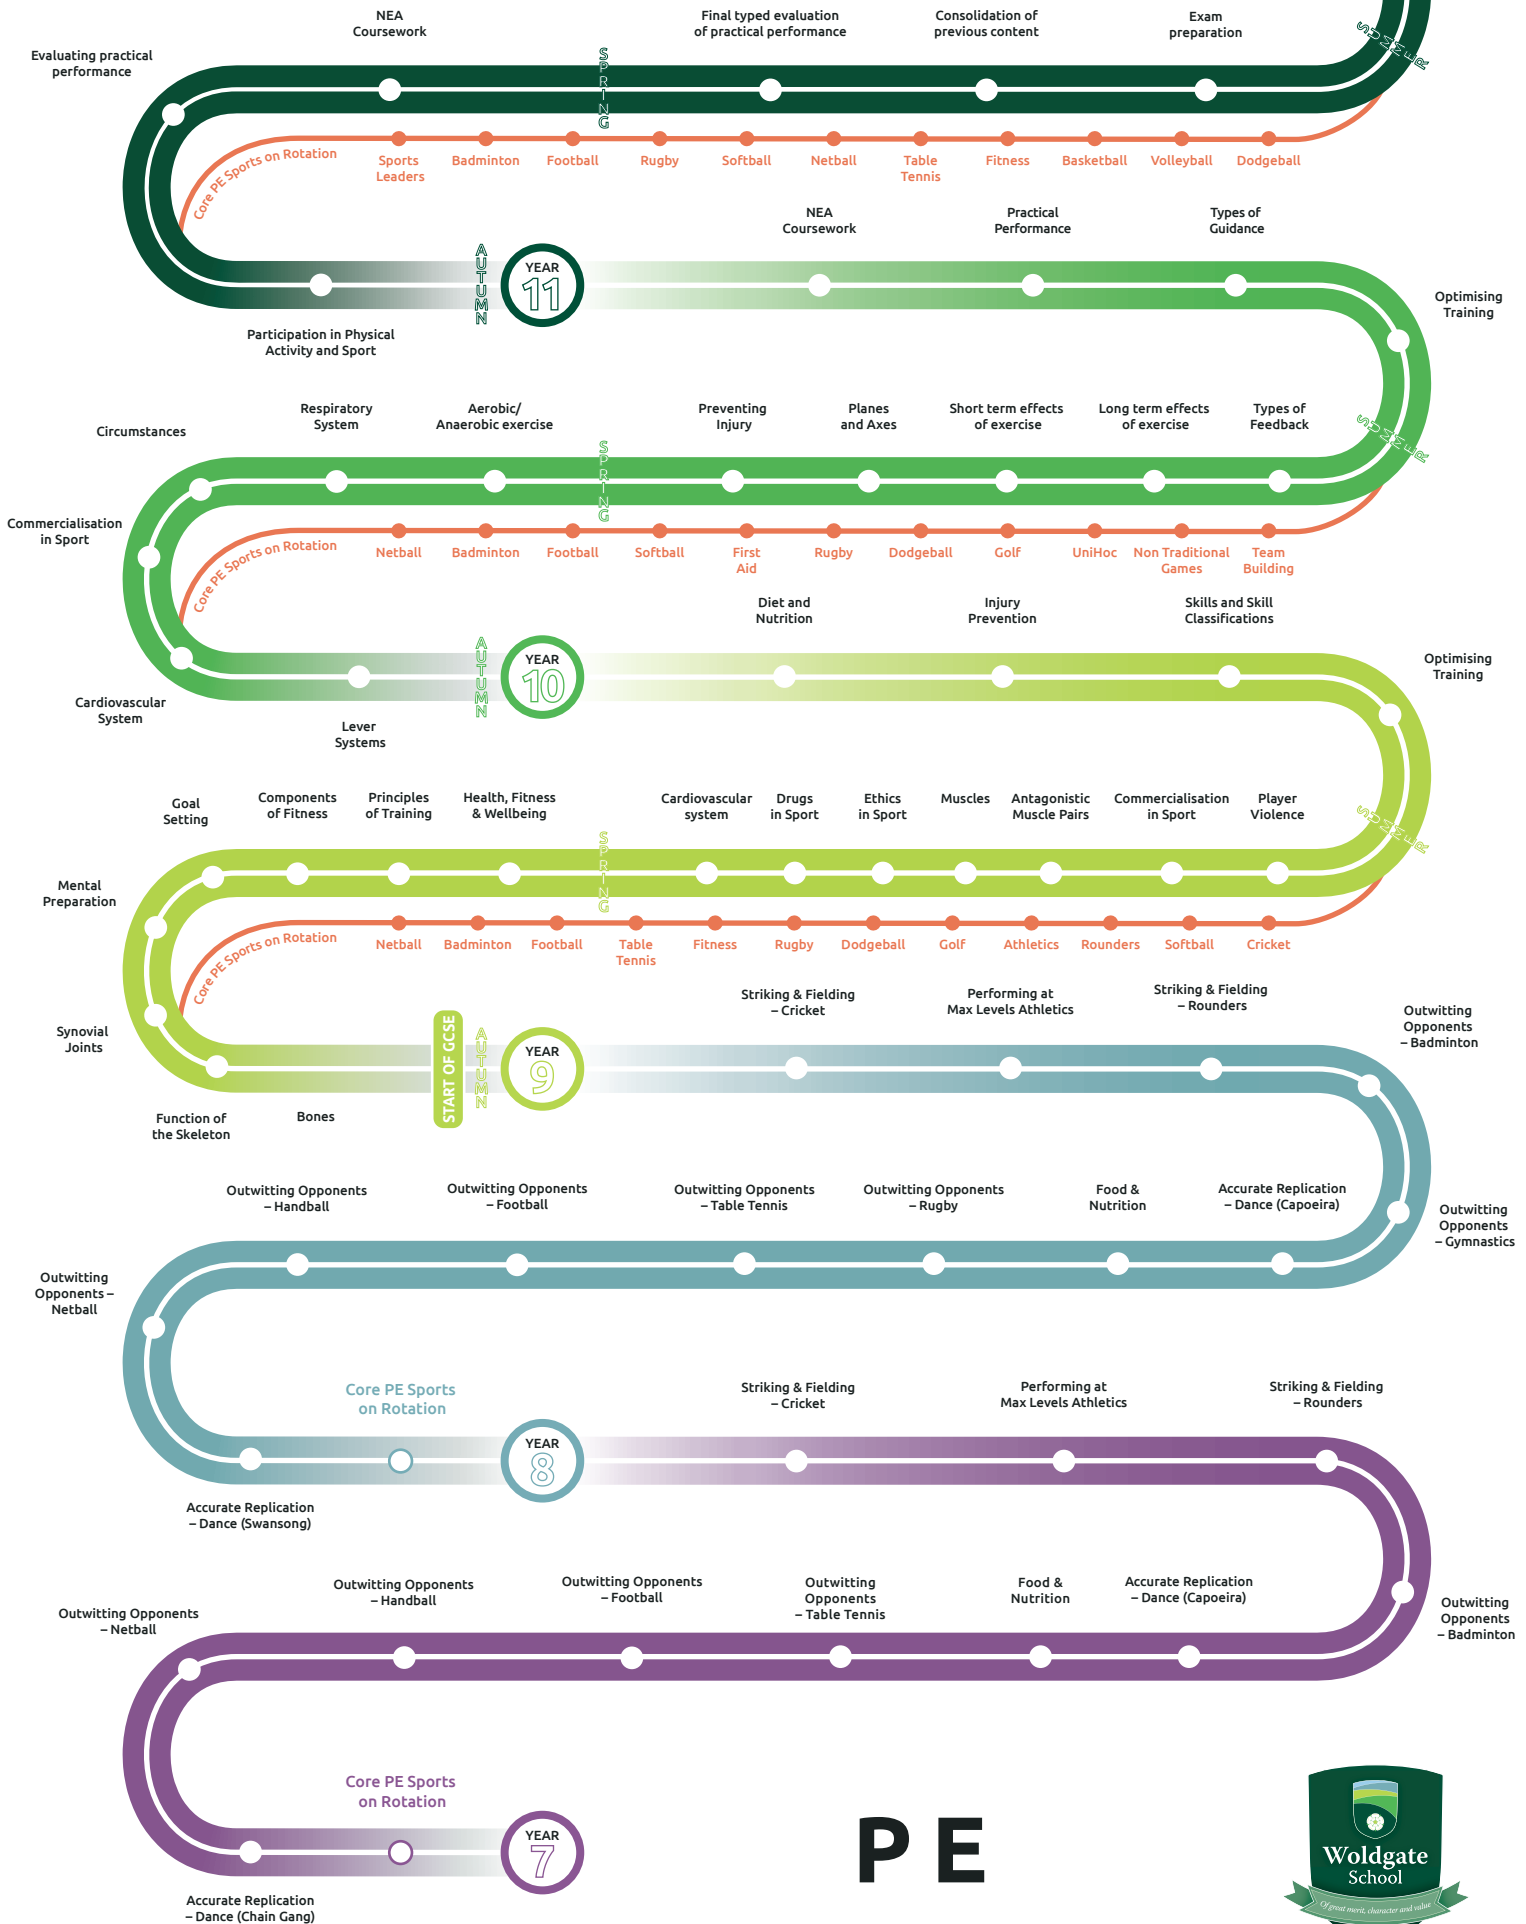 NEA
Coursework
Final typed evaluation
of practical performance
Consolidation of
previous content
Exam
preparation
SUMMER
Evaluating practical
performance
SPRING
Core PE Sports on Rotation
Sports
Leaders
Badminton
Football
Rugby
Softball
Netball
Table
Tennis
Fitness
Basketball
Volleyball
Dodgeball
NEA
Coursework
Practical
Performance
Types of
Guidance
AUTUMN
YEAR
11
Optimising
Training
Participation in Physical
Activity and Sport
Circumstances
Respiratory
System
Aerobic/
Anaerobic exercise
SPRING
Preventing
Injury
Planes
and Axes
Short term effects
of exercise
Long term effects
of exercise
Types of
Feedback
SUMMER
Commercialisation
in Sport
Core PE Sports on Rotation
Netball
Badminton
Football
Softball
First
Aid
Rugby
Dodgeball
Golf
UniHoc
Non Traditional
Games
Team
Building
Diet and
Nutrition
Injury
Prevention
Skills and Skill
Classifications
Optimising
Training
AUTUMN
YEAR
10
Cardiovascular
System
Lever
Systems
Goal
Setting
Components
of Fitness
Principles
of Training
Health, Fitness
& Wellbeing
SPRING
Cardiovascular
system
Drugs
in Sport
Ethics
in Sport
Muscles
Antagonistic
Muscle Pairs
Commercialisation
in Sport
Player
Violence
SUMMER
Mental
Preparation
Core PE Sports on Rotation
Netball
Badminton
Football
Table
Tennis
Fitness
Rugby
Dodgeball
Golf
Athletics
Rounders
Softball
Cricket
Synovial
Joints
START OF GCSE
AUTUMN
YEAR
9
Striking & Fielding
– Cricket
Performing at
Max Levels Athletics
Striking & Fielding
– Rounders
Outwitting
Opponents
– Badminton
Function of
the Skeleton
Bones
Outwitting Opponents
– Handball
Outwitting Opponents
– Football
Outwitting Opponents
– Table Tennis
Outwitting Opponents
– Rugby
Food &
Nutrition
Accurate Replication
– Dance (Capoeira)
Outwitting
Opponents
– Gymnastics
Outwitting
Opponents –
Netball
Core PE Sports
on Rotation
YEAR
8
Striking & Fielding
– Cricket
Performing at
Max Levels Athletics
Striking & Fielding
– Rounders
Accurate Replication
– Dance (Swansong)
Outwitting Opponents
– Netball
Outwitting Opponents
– Handball
Outwitting Opponents
– Football
Outwitting
Opponents
– Table Tennis
Food &
Nutrition
Accurate Replication
– Dance (Capoeira)
Outwitting
Opponents
– Badminton
Core PE Sports
on Rotation
YEAR
7
Accurate Replication
– Dance (Chain Gang)
PE
Woldgate
School
Of great merit, character and value